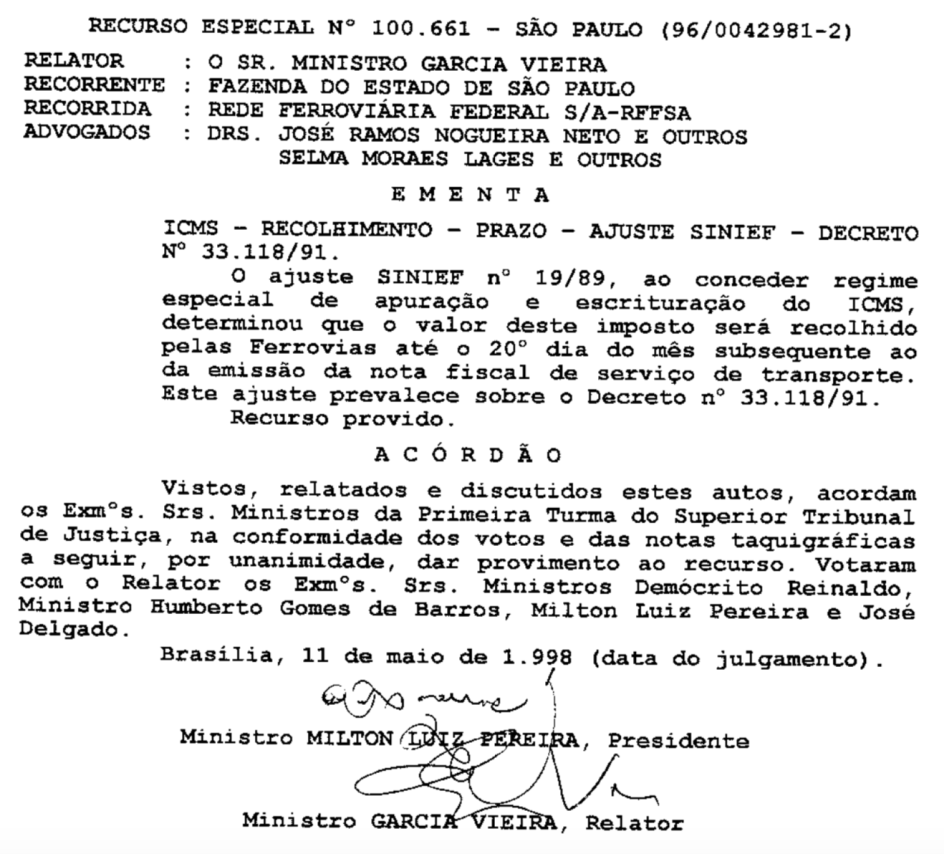 RECURSO ESPECIAL Nº 100.661 - SÃO PAULO (96/0042981-2)
RELATOR : O SR. MINISTRO GARCIA VIEIRA
RECORRENTE : FAZENDA DO ESTADO DE SÃO PAULO
RECORRIDA : REDE FERROVIÁRIA FEDERAL S/A-RFFSA
ADVOGADOS : DRS. JOSÉ RAMOS NOGUEIRA NETO E OUTROS
SELMA MORAES LAGES E OUTROS
E M E N T A
ICMS - RECOLHIMENTO - PRAZO - AJUSTE SINIEF - DECRETO
Nº 33.118/91.
O ajuste SINIEF nº 19/89, ao conceder regime
especial de apuração e escrituração do ICMS,
determinou que o valor deste imposto será recolhido
pelas Ferrovias até o 20º dia do mês subsequente ao
da emissão da nota fiscal de serviço de transporte.
Este ajuste prevalece sobre o Decreto nº 33.118/91.
Recurso provido.
A C Ó R D Ã O
Vistos, relatados e discutidos estes autos, acordam
os Exmºs. Srs. Ministros da Primeira Turma do Superior Tribunal
de Justiça, na conformidade dos votos e das notas taquigráficas
a seguir, por unanimidade, dar provimento ao recurso. Votaram
com o Relator os Exmºs. Srs. Ministros Demócrito Reinaldo,
Ministro Humberto Gomes de Barros, Milton Luiz Pereira e José
Delgado.
Brasília, 11 de maio de 1.998 (data do julgamento).
Ministro MILTON LUIZ PEREIRA, Presidente
Ministro GARCIA VIEIRA, Relator